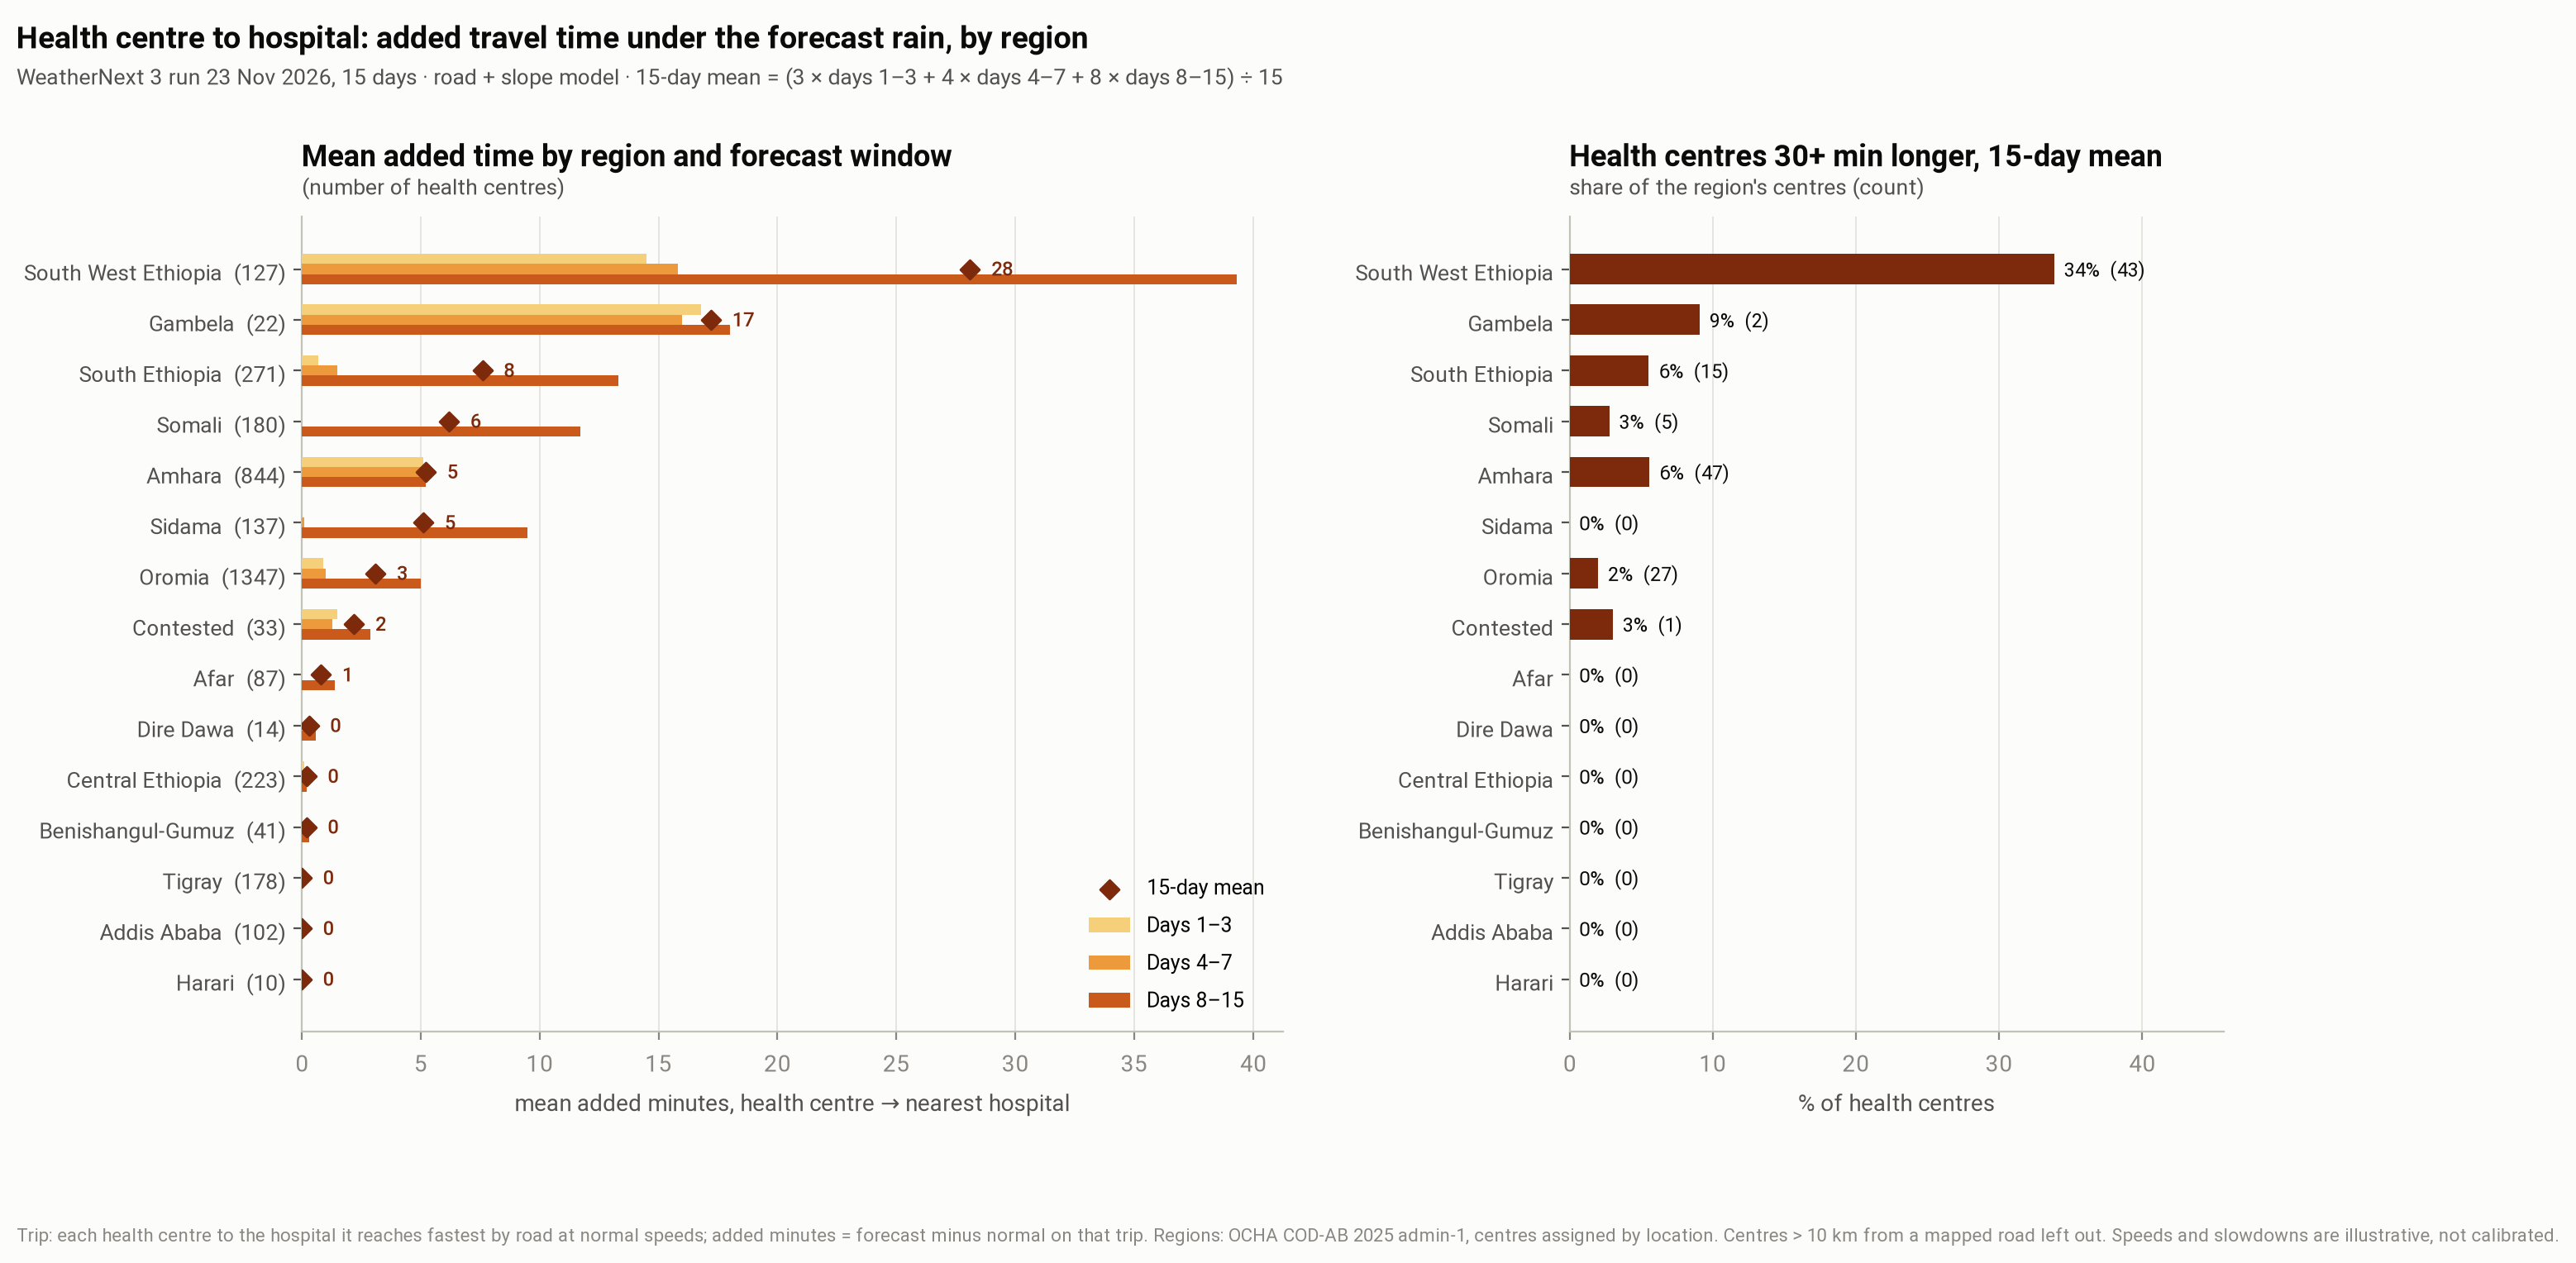 Health centre to hospital: added travel time under the forecast rain, by region
WeatherNext 3 run 23 Nov 2026, 15 days · road + slope model · 15-day mean = (3 × days 1–3 + 4 × days 4–7 + 8 × days 8–15) ÷ 15
Mean added time by region and forecast window
(number of health centres)
South West Ethiopia (127) 28
Gambela (22) 17
South Ethiopia (271) 8
Somali (180) 6
Amhara (844) 5
Sidama (137) 5
Oromia (1347) 3
Contested (33) 2
Afar (87) 1
Dire Dawa (14) 0
Central Ethiopia (223) 0
Benishangul-Gumuz (41) 0
Tigray (178) 0
Addis Ababa (102) 0
Harari (10) 0
15-day mean
Days 1–3
Days 4–7
Days 8–15
0 5 10 15 20 25 30 35 40
mean added minutes, health centre → nearest hospital
Health centres 30+ min longer, 15-day mean
share of the region's centres (count)
South West Ethiopia 34% (43)
Gambela 9% (2)
South Ethiopia 6% (15)
Somali 3% (5)
Amhara 6% (47)
Sidama 0% (0)
Oromia 2% (27)
Contested 3% (1)
Afar 0% (0)
Dire Dawa 0% (0)
Central Ethiopia 0% (0)
Benishangul-Gumuz 0% (0)
Tigray 0% (0)
Addis Ababa 0% (0)
Harari 0% (0)
0 10 20 30 40
% of health centres
Trip: each health centre to the hospital it reaches fastest by road at normal speeds; added minutes = forecast minus normal on that trip. Regions: OCHA COD-AB 2025 admin-1, centres assigned by location. Centres > 10 km from a mapped road left out. Speeds and slowdowns are illustrative, not calibrated.